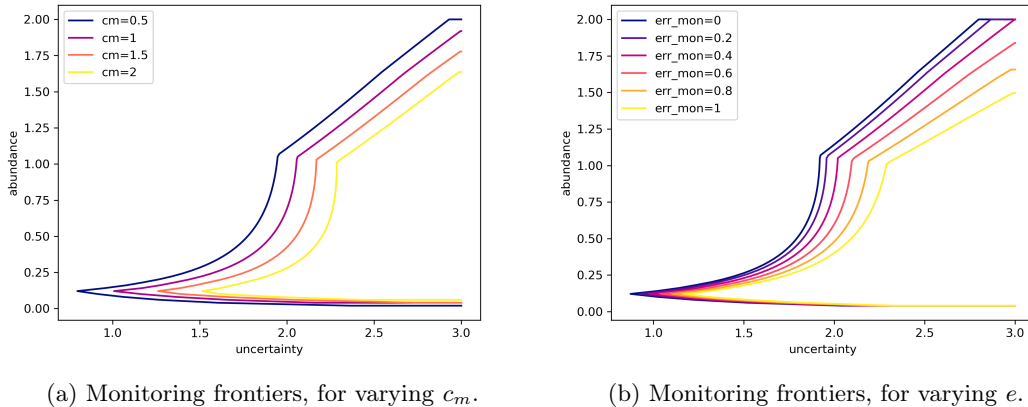 2.00
1.75
1.50
1.25
1.00
0.75
0.50
0.25
0.00
abundance
cm=0.5
cm=1
cm=1.5
cm=2
1.0 1.5 2.0 2.5 3.0
uncertainty
(a) Monitoring frontiers, for varying c_m.
2.00
1.75
1.50
1.25
1.00
0.75
0.50
0.25
0.00
abundance
err_mon=0
err_mon=0.2
err_mon=0.4
err_mon=0.6
err_mon=0.8
err_mon=1
1.0 1.5 2.0 2.5 3.0
uncertainty
(b) Monitoring frontiers, for varying e.